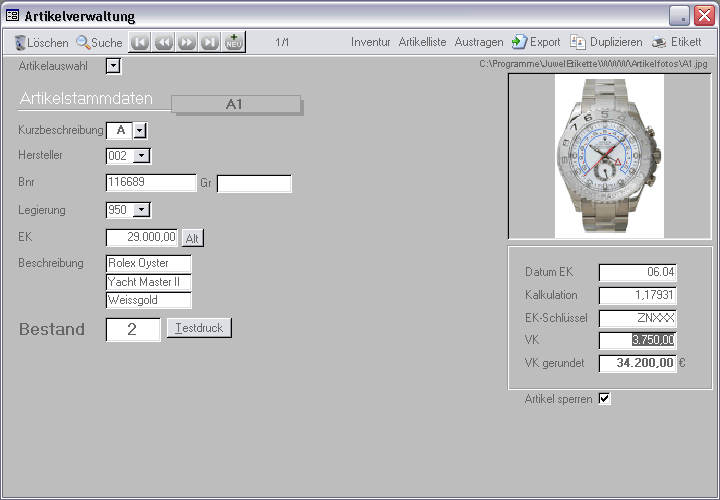 Artikelverwaltung
Löschen Suche NEU 1/1 Inventur Artikelliste Austragen Export Duplizieren Etikett
Artikelauswahl C:\Programme\JuwelEtikette\WWW\Artikelfotos\A1.jpg
Artikelstammdaten A1
Kurzbeschreibung A
Hersteller 002
Bnr 116689 Gr
Legierung 950
EK 29.000,00 Alt
Beschreibung Rolex Oyster
Yacht Master II
Weissgold
Bestand 2 Testdruck
Datum EK 06.04
Kalkulation 1,17931
EK-Schlüssel ZNXXX
VK 3.750,00
VK gerundet 34.200,00 €
Artikel sperren